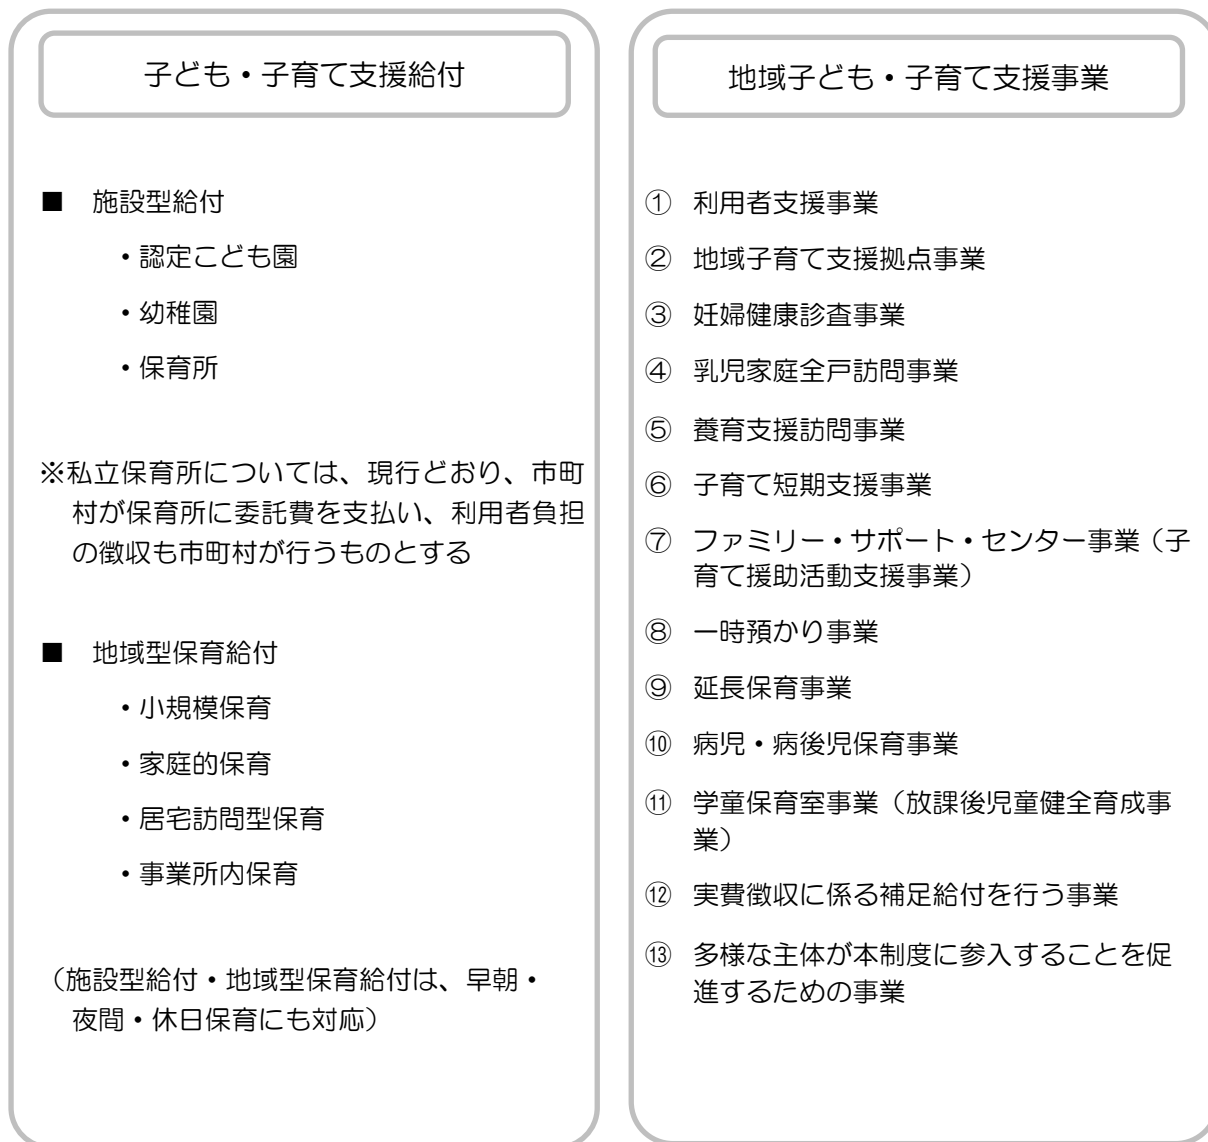 子ども・子育て支援給付
■ 施設型給付
・認定こども園
・幼稚園
・保育所
※私立保育所については、現行どおり、市町
村が保育所に委託費を支払い、利用者負担
の徴収も市町村が行うものとする
■ 地域型保育給付
・小規模保育
・家庭的保育
・居宅訪問型保育
・事業所内保育
（施設型給付・地域型保育給付は、早朝・
夜間・休日保育にも対応）
地域子ども・子育て支援事業
① 利用者支援事業
② 地域子育て支援拠点事業
③ 妊婦健康診査事業
④ 乳児家庭全戸訪問事業
⑤ 養育支援訪問事業
⑥ 子育て短期支援事業
⑦ ファミリー・サポート・センター事業（子
育て援助活動支援事業）
⑧ 一時預かり事業
⑨ 延長保育事業
⑩ 病児・病後児保育事業
⑪ 学童保育室事業（放課後児童健全育成事
業）
⑫ 実費徴収に係る補足給付を行う事業
⑬ 多様な主体が本制度に参入することを促
進するための事業